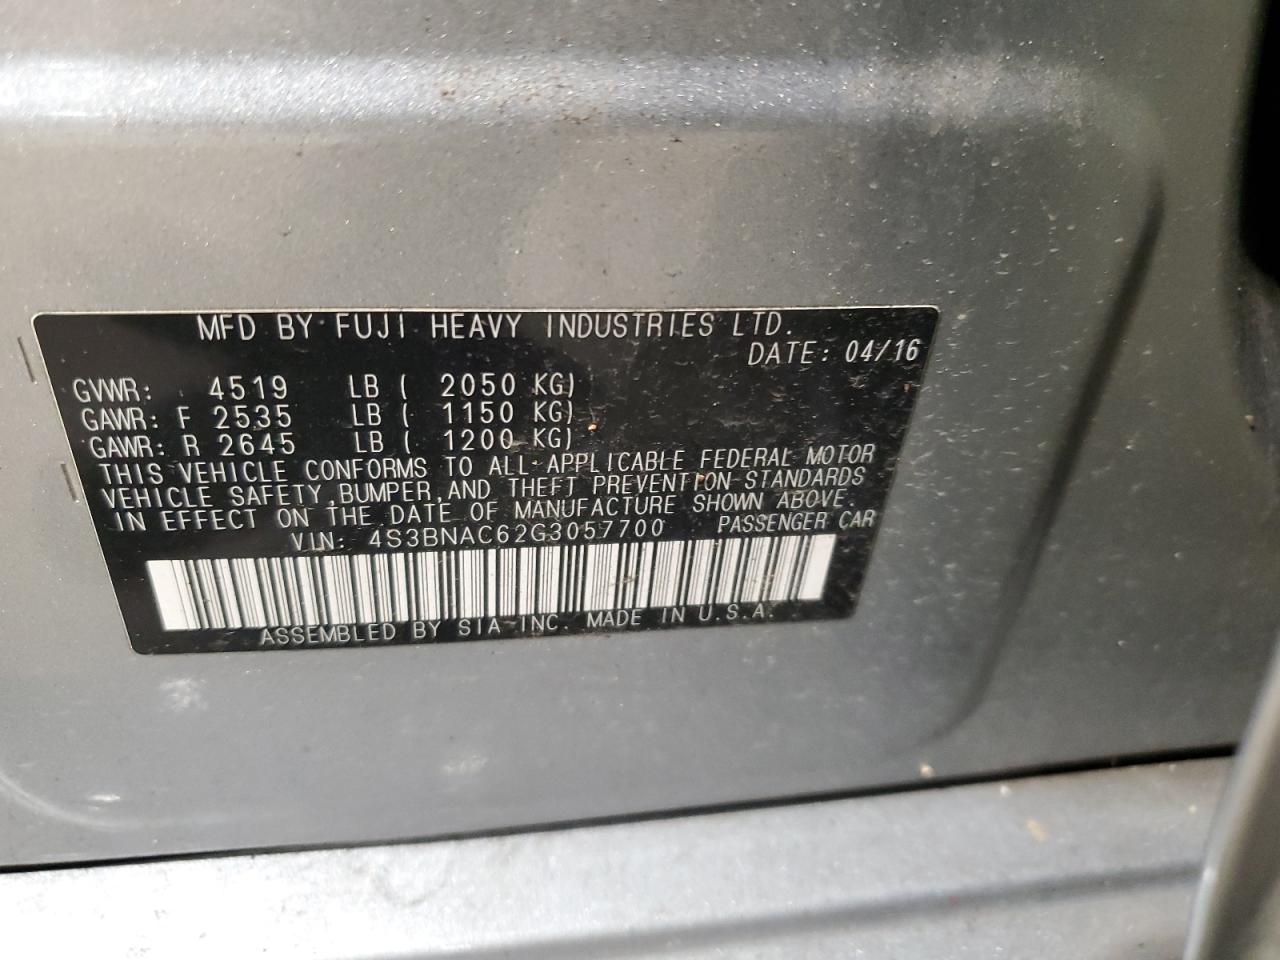 MFD BY FUJI HEAVY INDUSTRIES LTD.
DATE: 04/16
GVWR: 4519 LB ( 2050 KG)
GAWR: F 2535 LB ( 1150 KG)
GAWR: R 2645 LB ( 1200 KG)
THIS VEHICLE CONFORMS TO ALL APPLICABLE FEDERAL MOTOR
VEHICLE SAFETY, BUMPER, AND THEFT PREVENTION STANDARDS
IN EFFECT ON THE DATE OF MANUFACTURE SHOWN ABOVE.
VIN: 4S3BNAC62G3057700 PASSENGER CAR
ASSEMBLED BY SIA INC. MADE IN U.S.A.